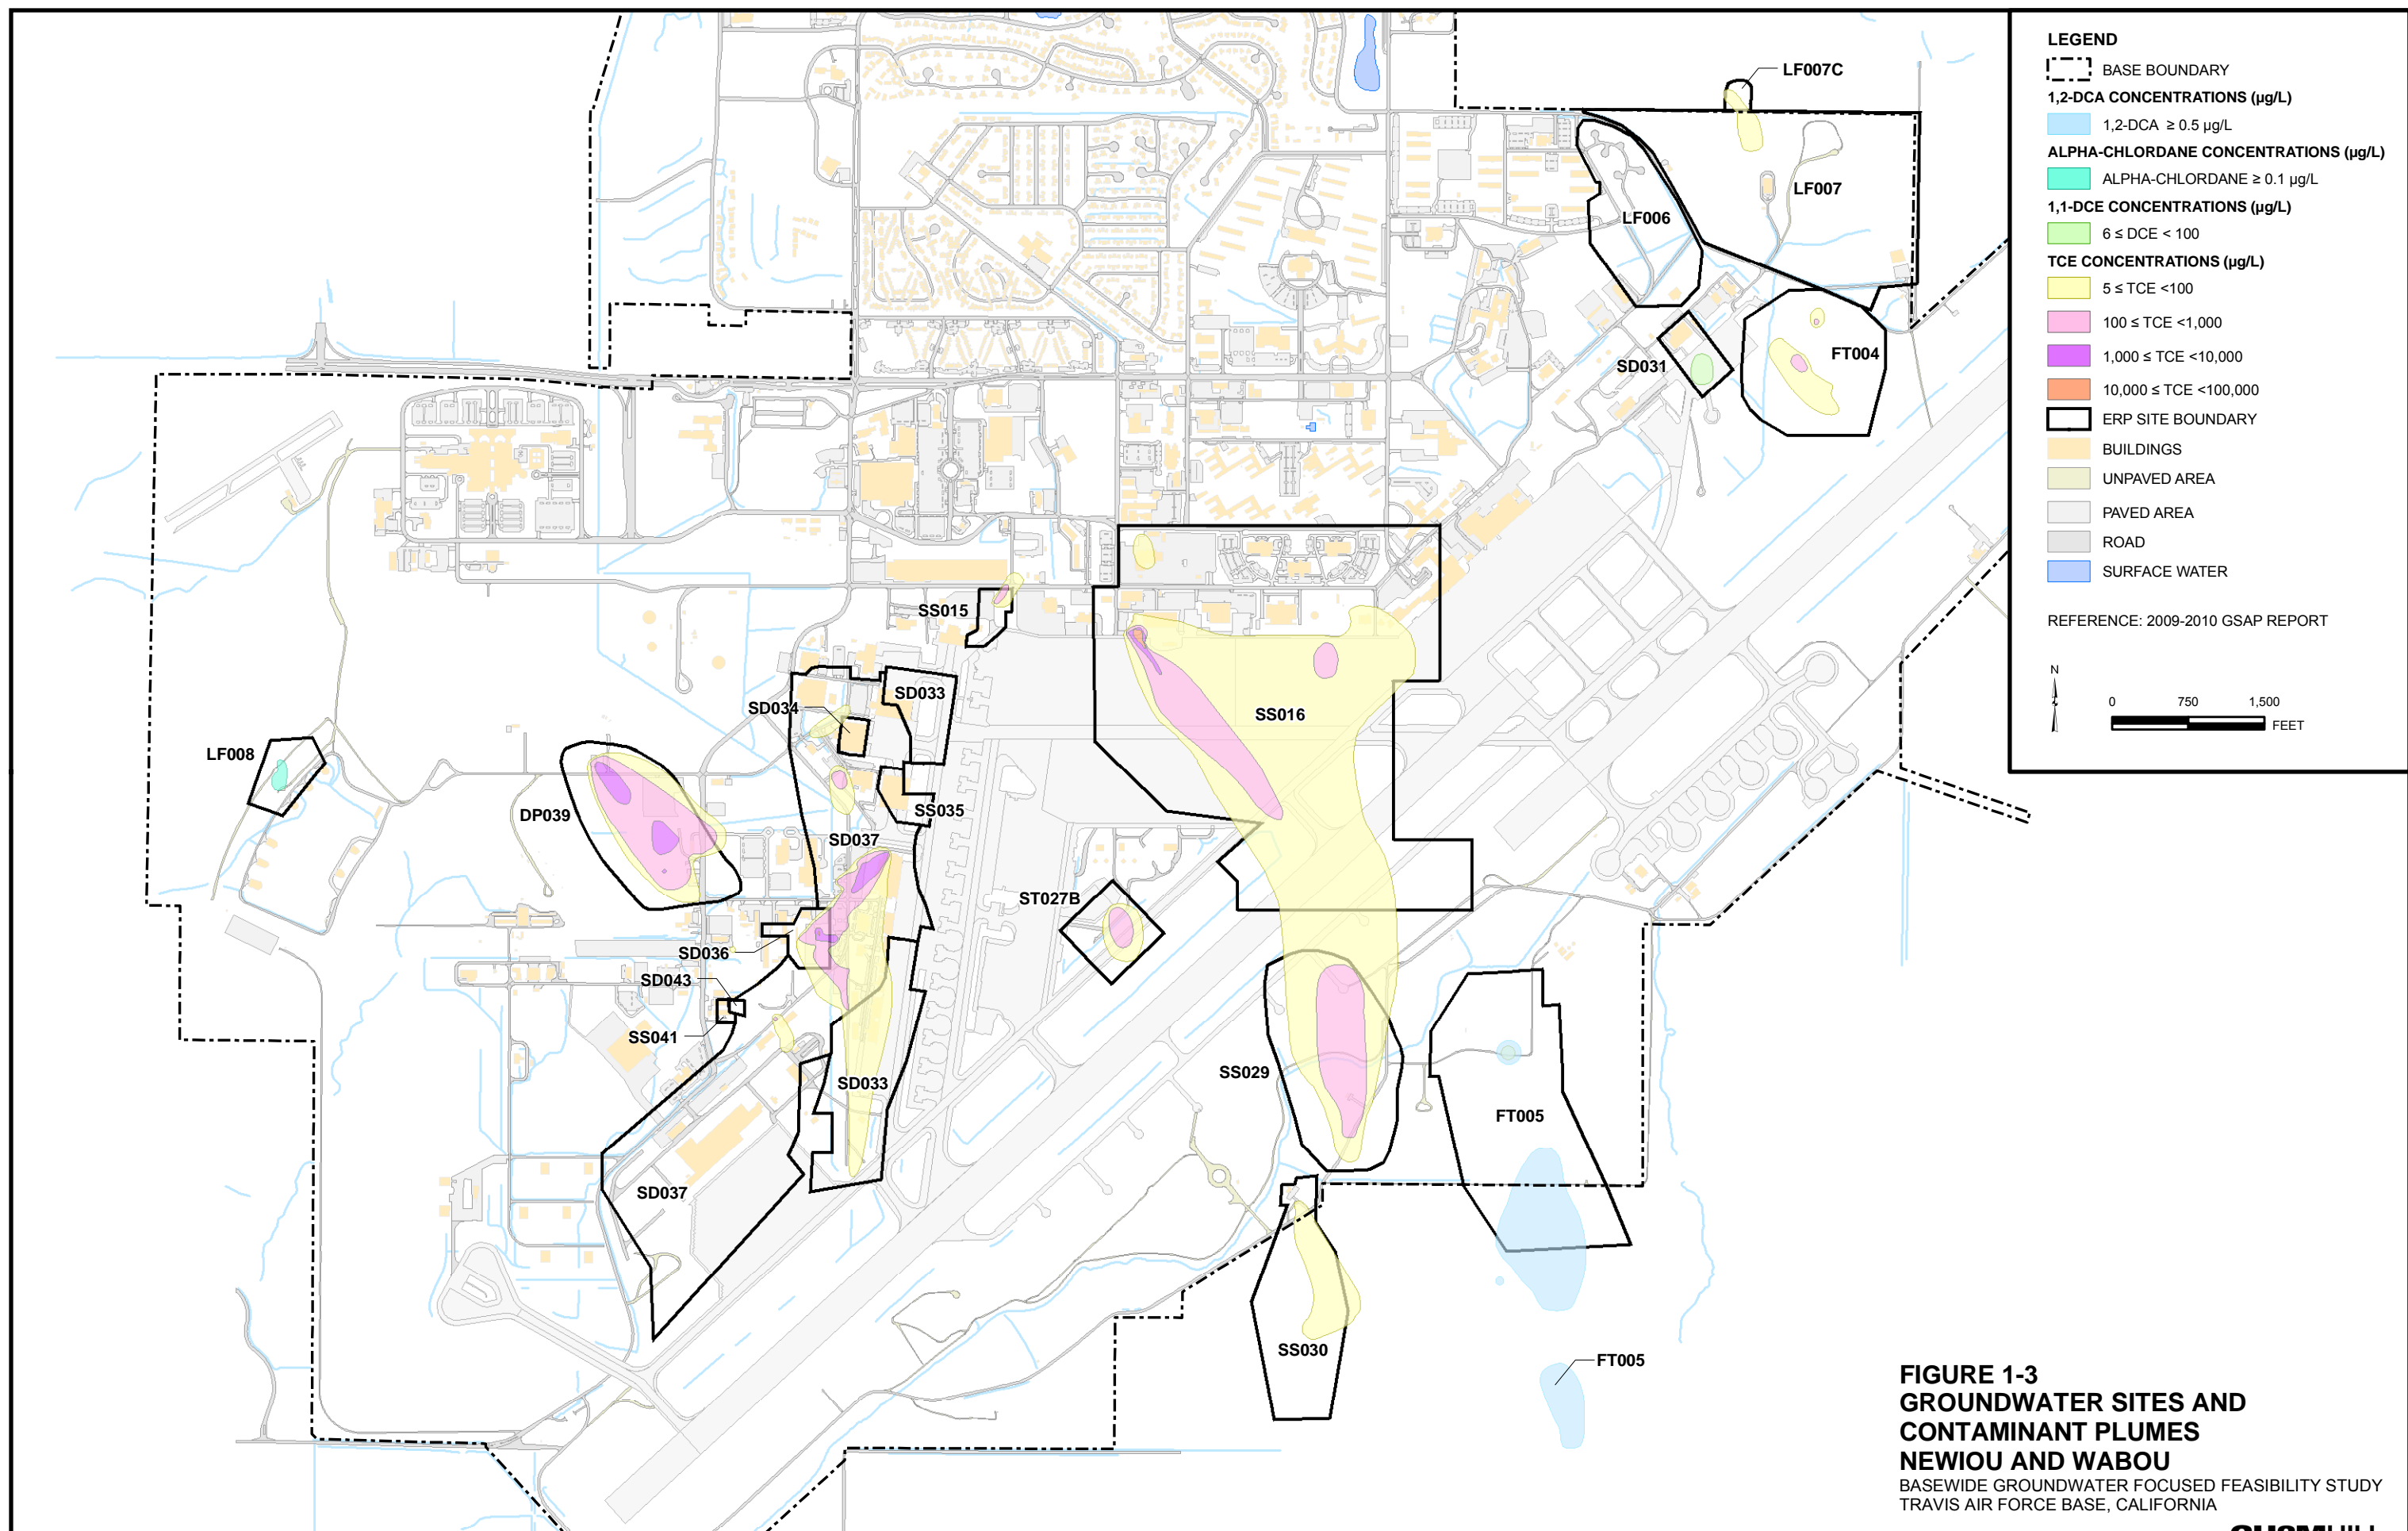 LEGEND
BASE BOUNDARY
1,2-DCA CONCENTRATIONS (µg/L)
1,2-DCA ≥ 0.5 µg/L
ALPHA-CHLORDANE CONCENTRATIONS (µg/L)
ALPHA-CHLORDANE ≥ 0.1 µg/L
1,1-DCE CONCENTRATIONS (µg/L)
6 ≤ DCE < 100
TCE CONCENTRATIONS (µg/L)
5 ≤ TCE <100
100 ≤ TCE <1,000
1,000 ≤ TCE <10,000
10,000 ≤ TCE <100,000
ERP SITE BOUNDARY
BUILDINGS
UNPAVED AREA
PAVED AREA
ROAD
SURFACE WATER
REFERENCE: 2009-2010 GSAP REPORT
N
0 750 1,500
FEET
LF007C
LF007
LF006
FT004
SD031
SS015
SD033
SD034
SS016
LF008
DP039
SS035
SD037
ST027B
SD036
SD043
SS041
SS029
SD033
FT005
SD037
SS030
FT005
FIGURE 1-3
GROUNDWATER SITES AND
CONTAMINANT PLUMES
NEWIOU AND WABOU
BASEWIDE GROUNDWATER FOCUSED FEASIBILITY STUDY
TRAVIS AIR FORCE BASE, CALIFORNIA